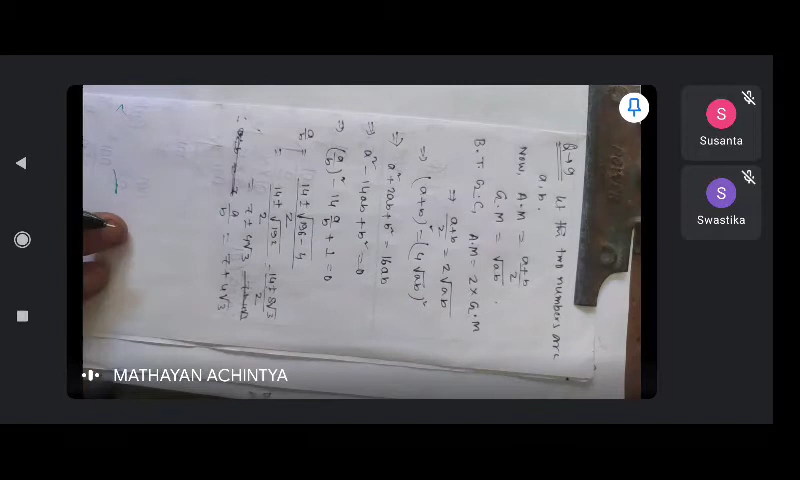 Q → 9 Let the two numbers are
a, b.
Now, A.M = a+b/2
G.M = √ab.
B.T.Q.C, A.M = 2 × G.M
⇒ a+b/2 = 2√ab
⇒ (a+b)² = (4√ab)²
⇒ a² + 2ab + b² = 16ab
⇒ a² - 14ab + b² = 0
⇒ (a/b)² - 14 a/b + 1 = 0
a/b = 14 ± √196 - 4 / 2
= 14 ± √192 / 2 = 14 ± 8√3 / 2
= 7 ± 4√3
∴ a/b = 7 + 4√3
MATHAYAN ACHINTYA
S
Susanta
S
Swastika